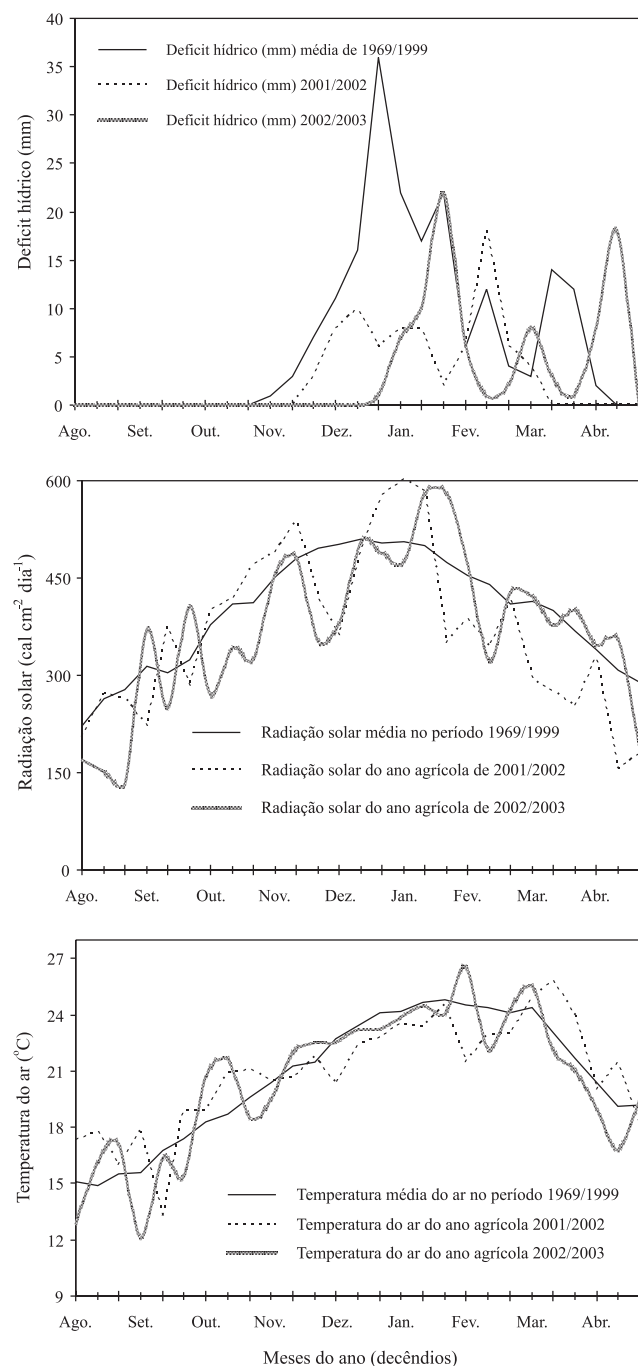 40
Deficit hídrico (mm) média de 1969/1999
35
Deficit hídrico (mm) 2001/2002
30
Deficit hídrico (mm) 2002/2003
25
20
15
10
5
0
Deficit hídrico (mm)
Ago. Set. Out. Nov. Dez. Jan. Fev. Mar. Abr.
600
450
300
150
0
Radiação solar (cal cm-2 dia-1)
Radiação solar média no período 1969/1999
Radiação solar do ano agrícola de 2001/2002
Radiação solar do ano agrícola de 2002/2003
Ago. Set. Out. Nov. Dez. Jan. Fev. Mar. Abr.
27
24
21
18
15
12
9
Temperatura do ar (°C)
Temperatura média do ar no período 1969/1999
Temperatura do ar do ano agrícola 2001/2002
Temperatura do ar do ano agrícola 2002/2003
Ago. Set. Out. Nov. Dez. Jan. Fev. Mar. Abr.
Meses do ano (decêndios)